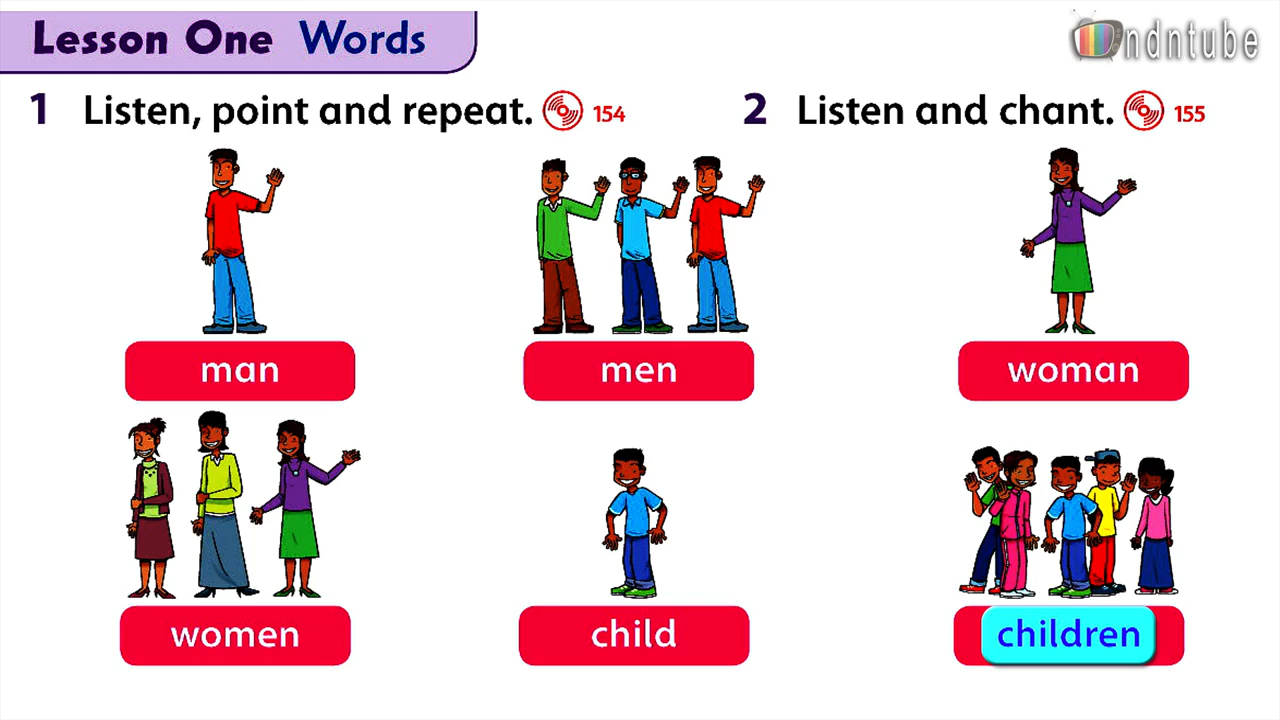 Lesson One Words
ndntube
1 Listen, point and repeat. 154
2 Listen and chant. 155
man
men
woman
women
child
children